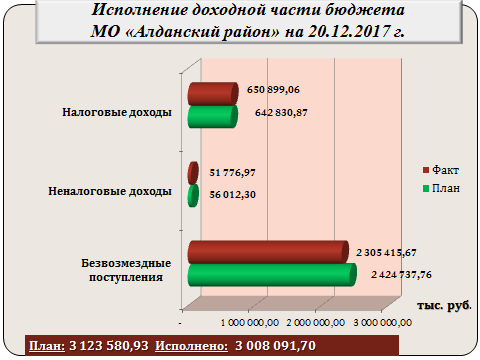 Исполнение доходной части бюджета
МО «Алданский район» на 20.12.2017 г.
Налоговые доходы
650 899,06
642 830,87
Неналоговые доходы
51 776,97
56 012,30
Безвозмездные
поступления
2 305 415,67
2 424 737,76
Факт
План
тыс. руб.
- 1 000 000,00 2 000 000,00 3 000 000,00
План: 3 123 580,93 Исполнено: 3 008 091,70